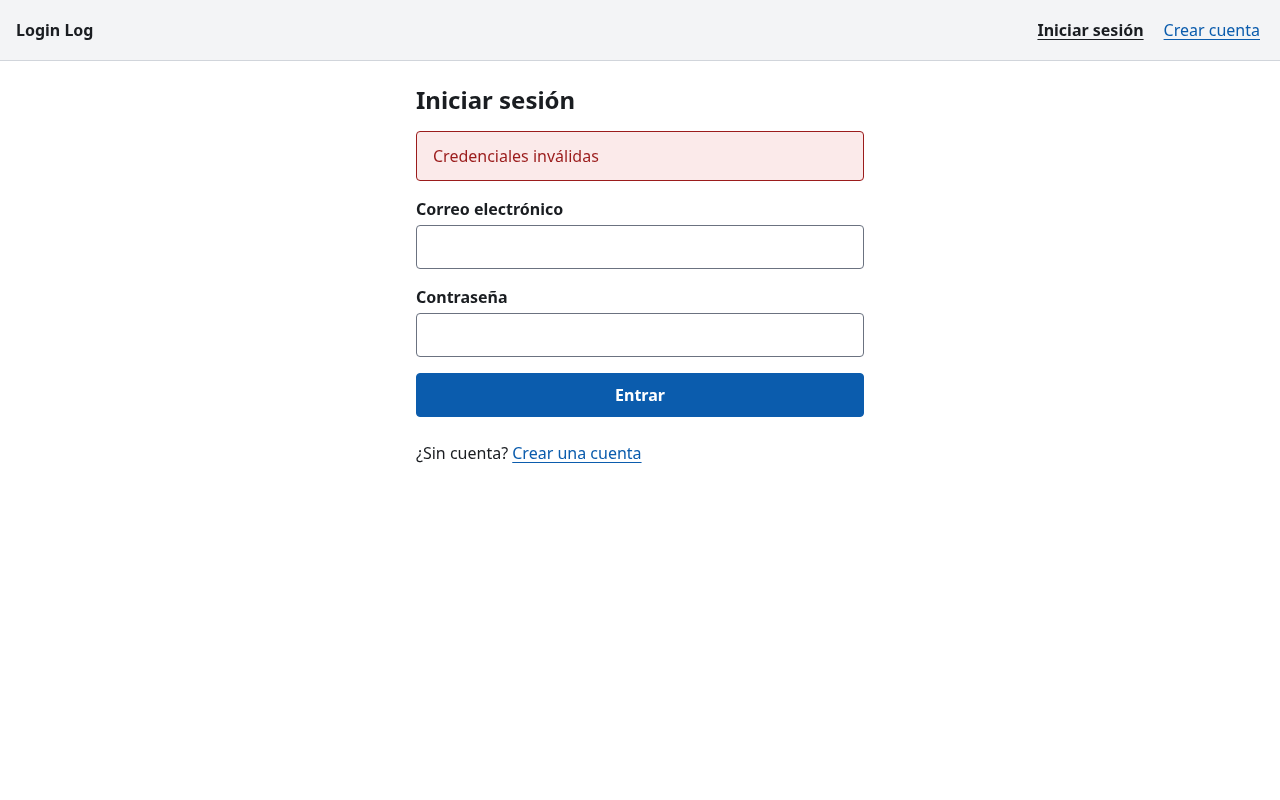 Login Log
Iniciar sesión
Crear cuenta
Iniciar sesión
Credenciales inválidas
Correo electrónico
Contraseña
Entrar
¿Sin cuenta? Crear una cuenta